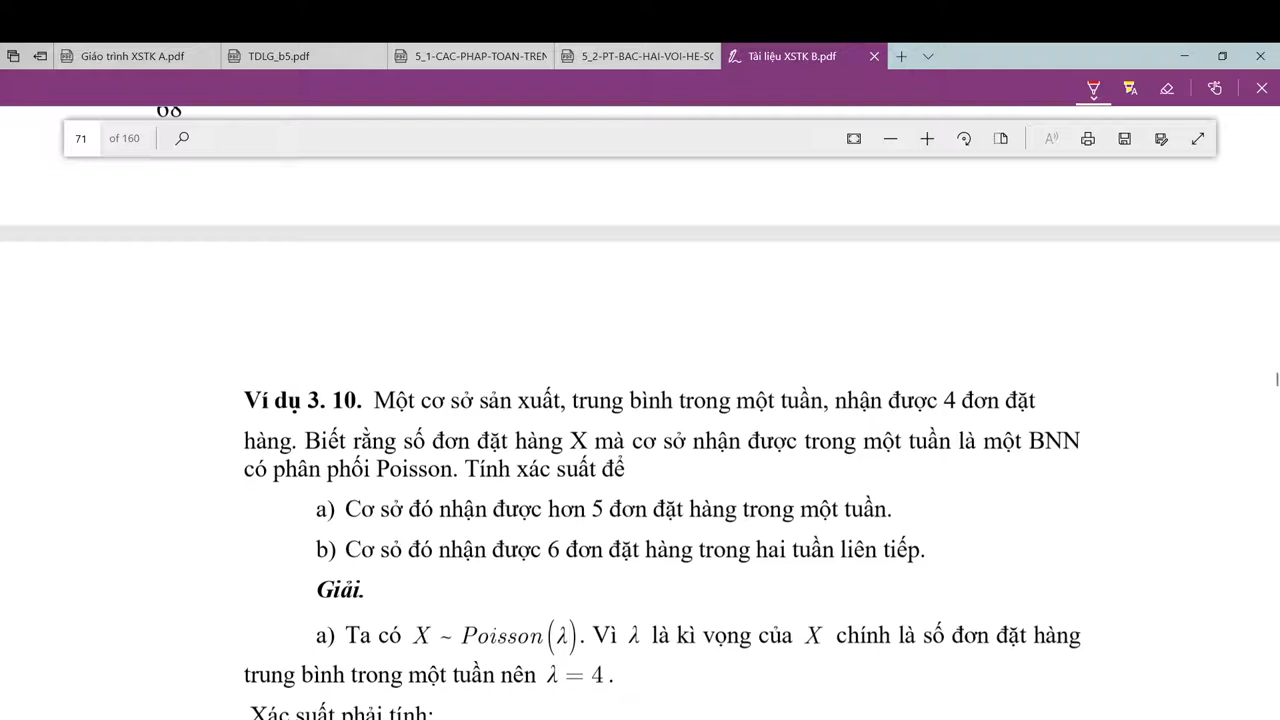 Giáo trình XSTK A.pdf
TDLG_b5.pdf
5_1-CAC-PHAP-TOAN-TREN
5_2-PT-BAC-HAI-VOI-HE-SO
Tài liệu XSTK B.pdf
68
71 of 160
Ví dụ 3. 10. Một cơ sở sản xuất, trung bình trong một tuần, nhận được 4 đơn đặt
hàng. Biết rằng số đơn đặt hàng X mà cơ sở nhận được trong một tuần là một BNN
có phân phối Poisson. Tính xác suất để
a) Cơ sở đó nhận được hơn 5 đơn đặt hàng trong một tuần.
b) Cơ sỏ đó nhận được 6 đơn đặt hàng trong hai tuần liên tiếp.
Giải.
a) Ta có X ~ Poisson(λ). Vì λ là kì vọng của X chính là số đơn đặt hàng
trung bình trong một tuần nên λ = 4 .
Xác suất phải tính: